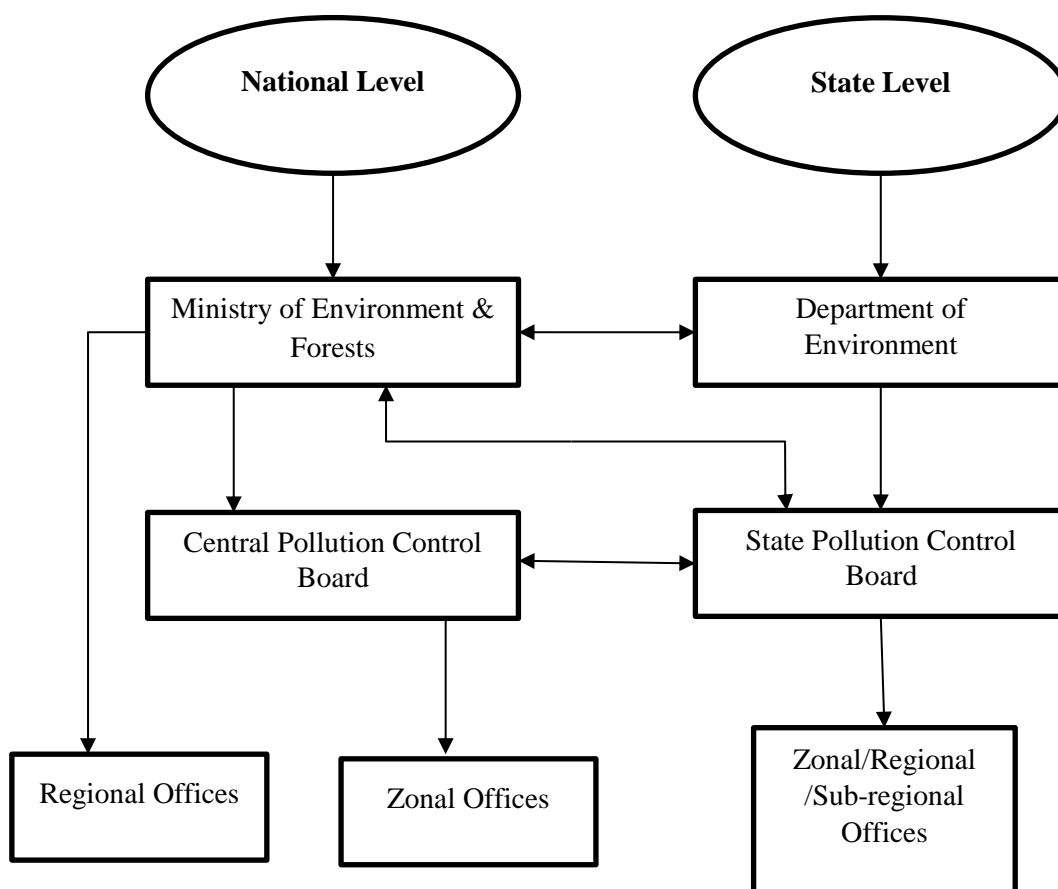 National Level
State Level
Ministry of Environment &
Forests
Department of
Environment
Central Pollution Control
Board
State Pollution Control
Board
Regional Offices
Zonal Offices
Zonal/Regional
/Sub-regional
Offices